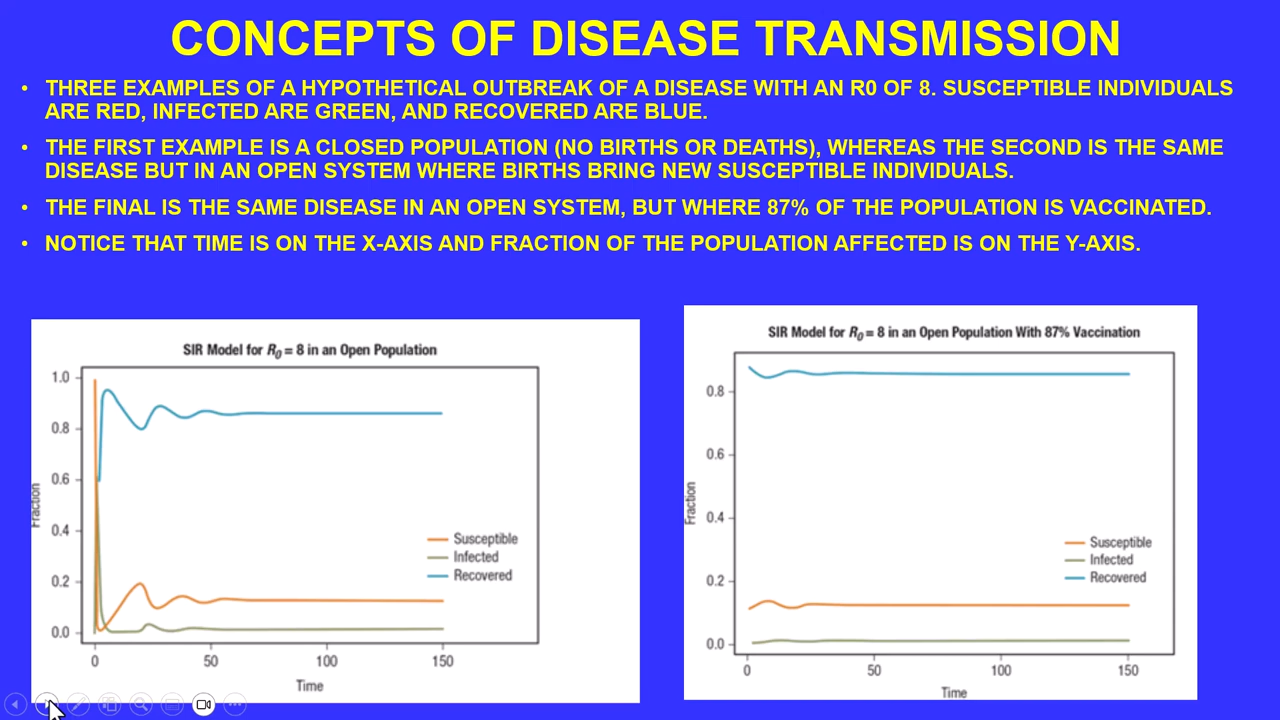 CONCEPTS OF DISEASE TRANSMISSION
• THREE EXAMPLES OF A HYPOTHETICAL OUTBREAK OF A DISEASE WITH AN R0 OF 8. SUSCEPTIBLE INDIVIDUALS
ARE RED, INFECTED ARE GREEN, AND RECOVERED ARE BLUE.
• THE FIRST EXAMPLE IS A CLOSED POPULATION (NO BIRTHS OR DEATHS), WHEREAS THE SECOND IS THE SAME
DISEASE BUT IN AN OPEN SYSTEM WHERE BIRTHS BRING NEW SUSCEPTIBLE INDIVIDUALS.
• THE FINAL IS THE SAME DISEASE IN AN OPEN SYSTEM, BUT WHERE 87% OF THE POPULATION IS VACCINATED.
• NOTICE THAT TIME IS ON THE X-AXIS AND FRACTION OF THE POPULATION AFFECTED IS ON THE Y-AXIS.
SIR Model for R0 = 8 in an Open Population
1.0
0.8
0.6
0.4
0.2
0.0
Fraction
Susceptible
Infected
Recovered
0 50 100 150
Time
SIR Model for R0 = 8 in an Open Population With 87% Vaccination
0.8
0.6
0.4
0.2
0.0
Fraction
Susceptible
Infected
Recovered
0 50 100 150
Time